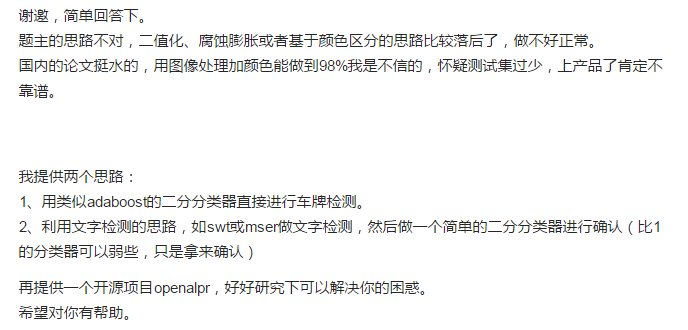 谢邀，简单回答下。
题主的思路不对，二值化、腐蚀膨胀或者基于颜色区分的思路比较落后了，做不好正常。
国内的论文挺水的，用图像处理加颜色能做到98%我是不信的，怀疑测试集过少，上产品了肯定不
靠谱。
我提供两个思路：
1、用类似adaboost的二分分类器直接进行车牌检测。
2、利用文字检测的思路，如swt或mser做文字检测，然后做一个简单的二分分类器进行确认（比1
的分类器可以弱些，只是拿来确认）
再提供一个开源项目openalpr，好好研究下可以解决你的困惑。
希望对你有帮助。